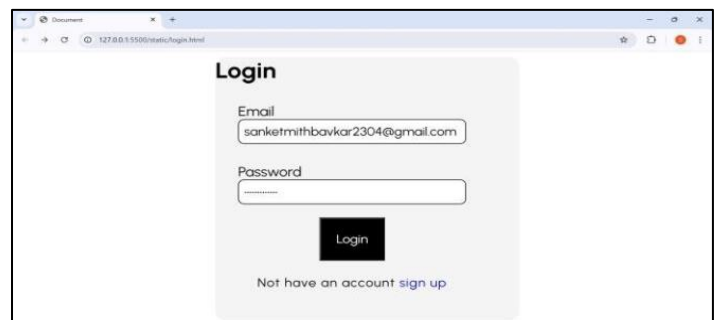 Document
127.0.0.1:5500/static/login.html
Login
Email
sanketmithbavkar2304@gmail.com
Password
Login
Not have an account sign up